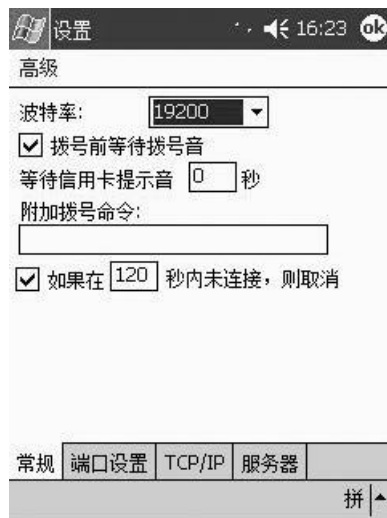 设置 16:23 ok
高级
波特率: 19200
拨号前等待拨号音
等待信用卡提示音 0 秒
附加拨号命令:
如果在 120 秒内未连接，则取消
常规 端口设置 TCP/IP 服务器
拼